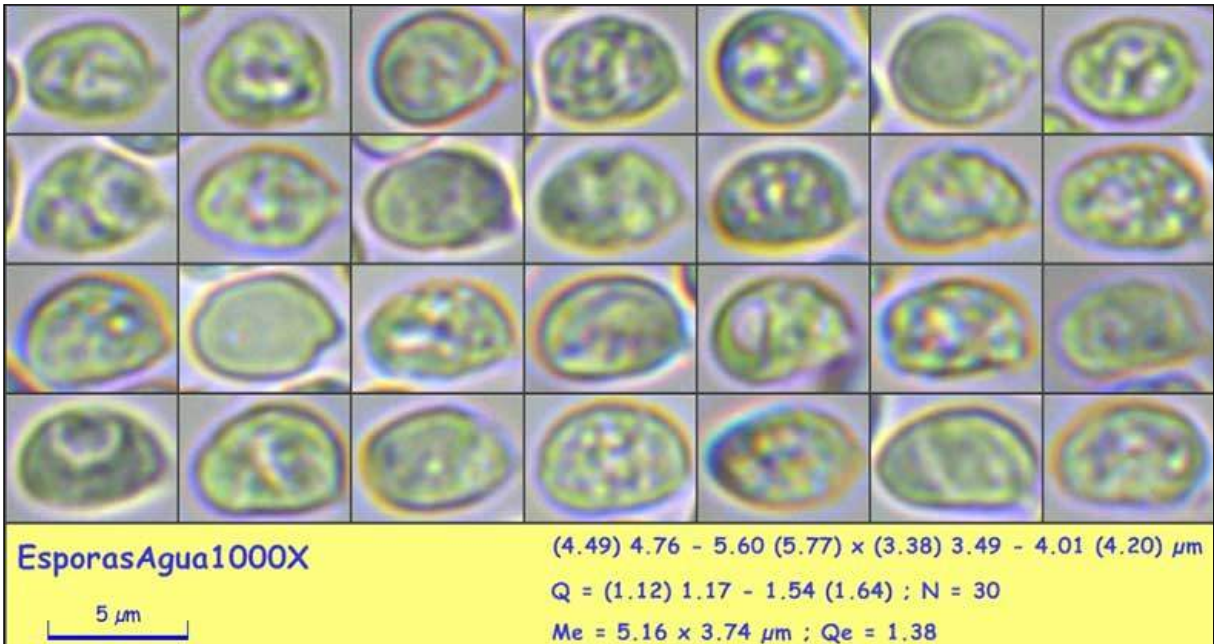 EsporasAgua1000X
5 µm
(4.49) 4.76 - 5.60 (5.77) x (3.38) 3.49 - 4.01 (4.20) µm
Q = (1.12) 1.17 - 1.54 (1.64) ; N = 30
Me = 5.16 x 3.74 µm ; Qe = 1.38